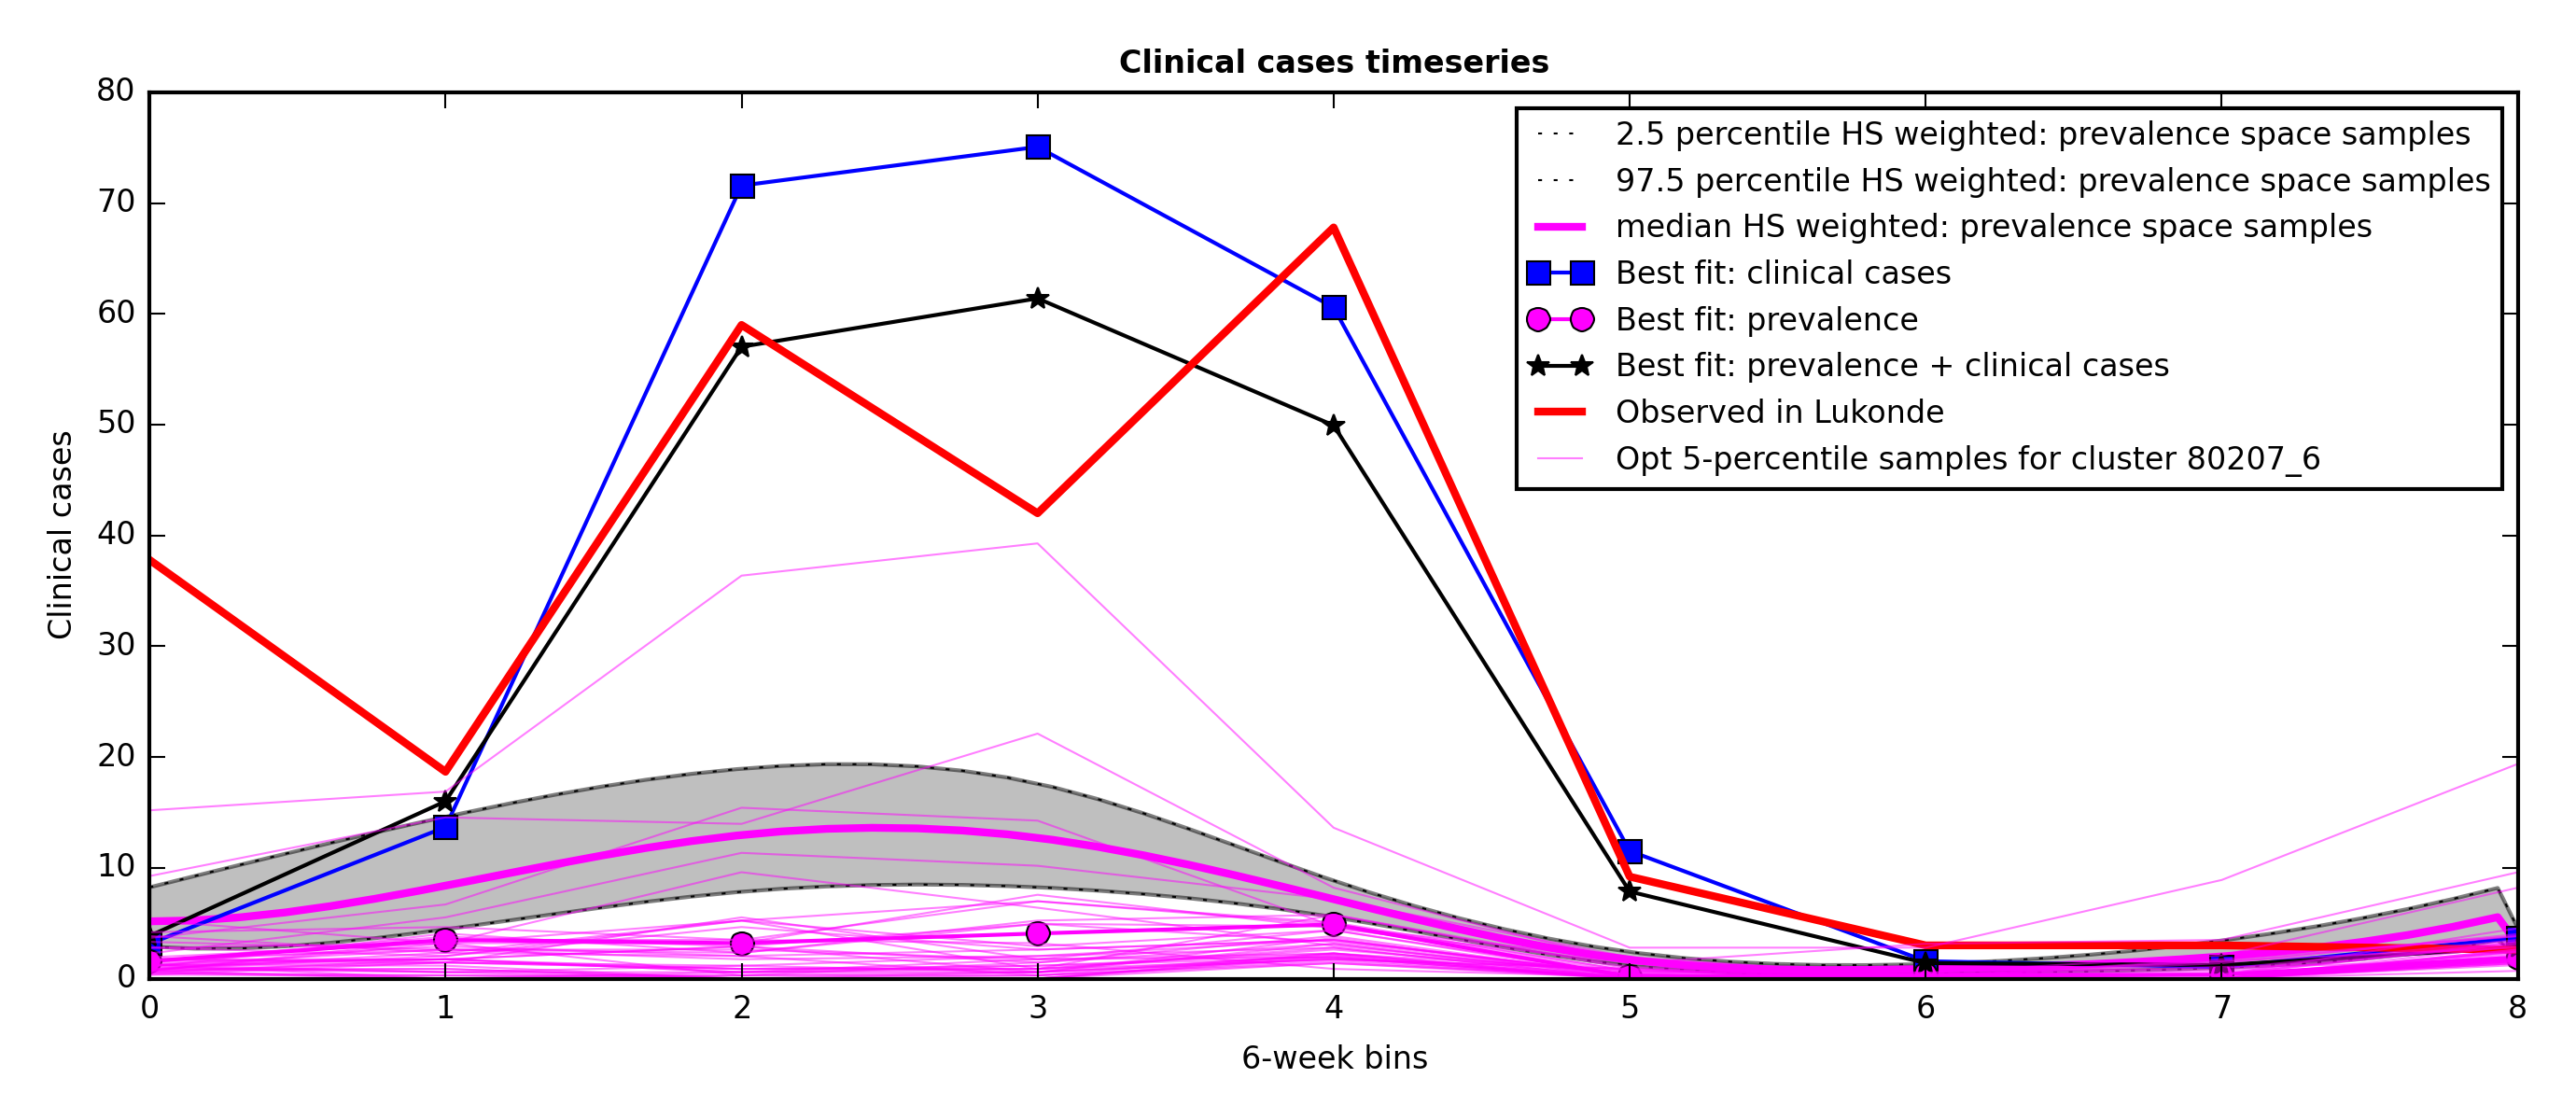 Clinical cases timeseries
80
70
60
50
40
30
20
10
0
Clinical cases
2.5 percentile HS weighted: prevalence space samples
97.5 percentile HS weighted: prevalence space samples
median HS weighted: prevalence space samples
Best fit: clinical cases
Best fit: prevalence
Best fit: prevalence + clinical cases
Observed in Lukonde
Opt 5-percentile samples for cluster 80207_6
0 1 2 3 4 5 6 7 8
6-week bins